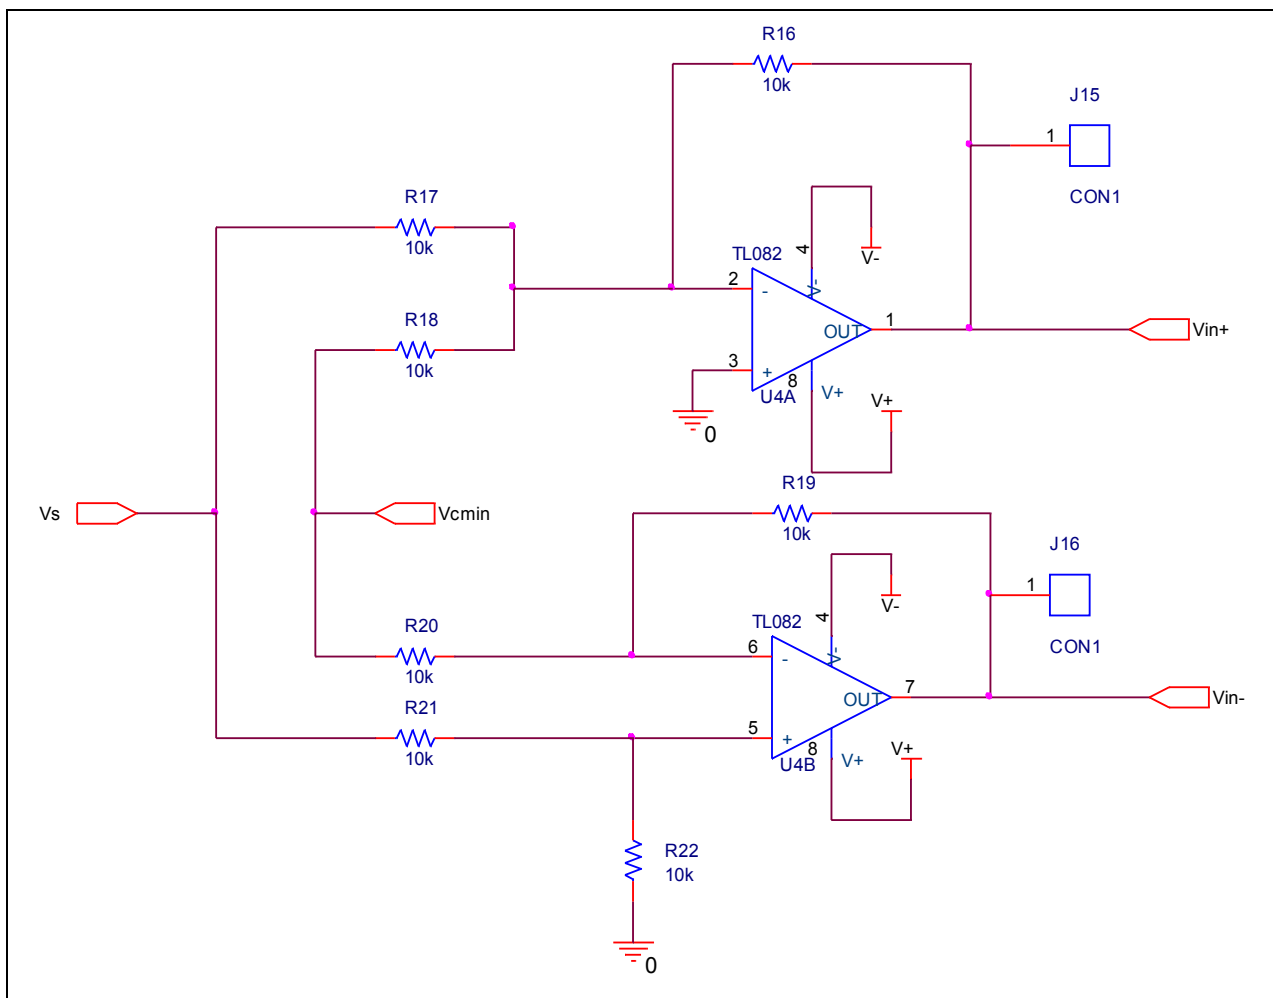 R16
10k
J15
1
CON1
R17
10k
4
V-
TL082
V-
2
-
R18
10k
OUT
1
Vin+
3
+
8
V+
U4A
V+
0
R19
10k
Vs
Vcmin
J16
1
CON1
4
V-
TL082
V-
R20
10k
6
-
OUT
7
Vin-
R21
10k
5
+
8
V+
U4B
V+
R22
10k
0